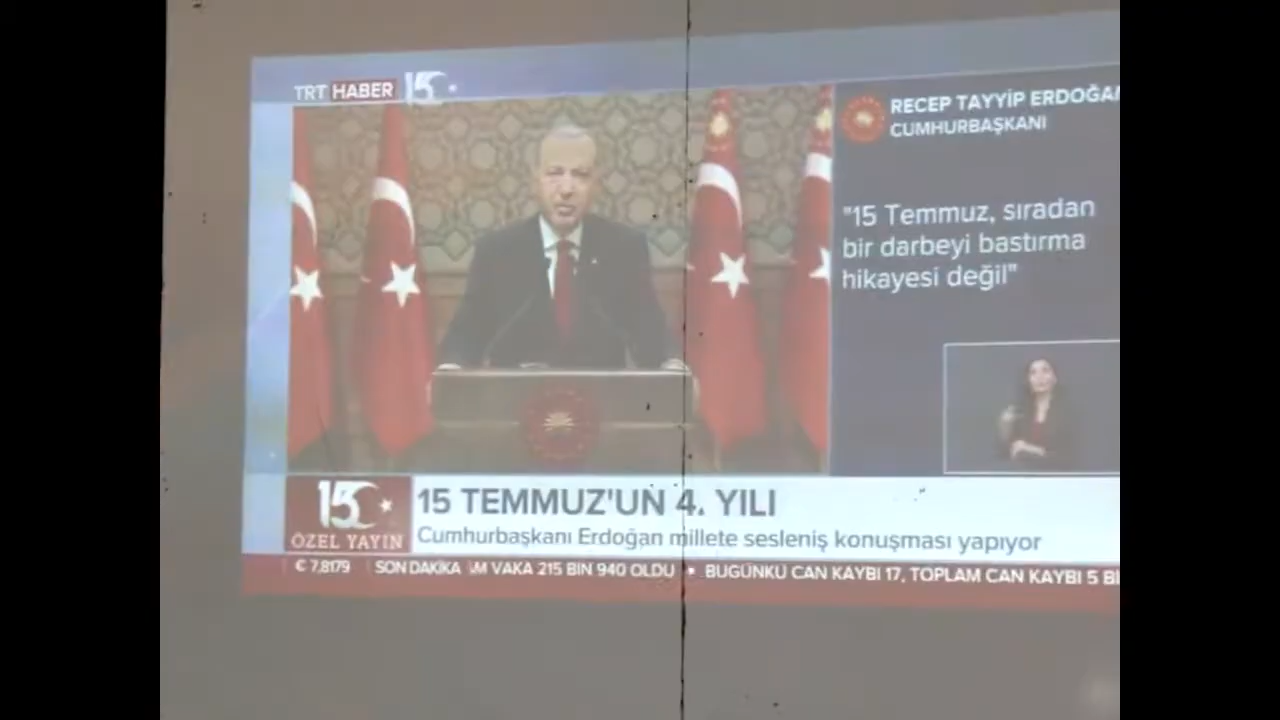 TRT HABER 15
RECEP TAYYİP ERDOĞAN
CUMHURBAŞKANI
"15 Temmuz, sıradan
bir darbeyi bastırma
hikayesi değil"
15
ÖZEL YAYIN
15 TEMMUZ'UN 4. YILI
Cumhurbaşkanı Erdoğan millete sesleniş konuşması yapıyor
€ 7,8179 SON DAKİKA VAKA 215 BİN 940 OLDU • BUGÜNKÜ CAN KAYBI 17, TOPLAM CAN KAYBI 5